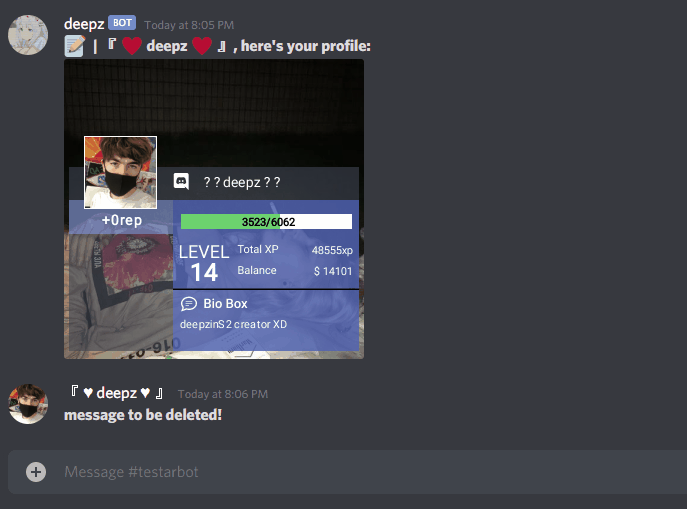 deepz BOT Today at 8:05 PM
📝 | 『 ❤️ deepz ❤️ 』, here's your profile:
? ? deepz ? ?
+0rep
3523/6062
LEVEL
14
Total XP 48555xp
Balance $ 14101
Bio Box
deepzinS2 creator XD
『 ♥ deepz ♥ 』 Today at 8:06 PM
message to be deleted!
Message #testarbot